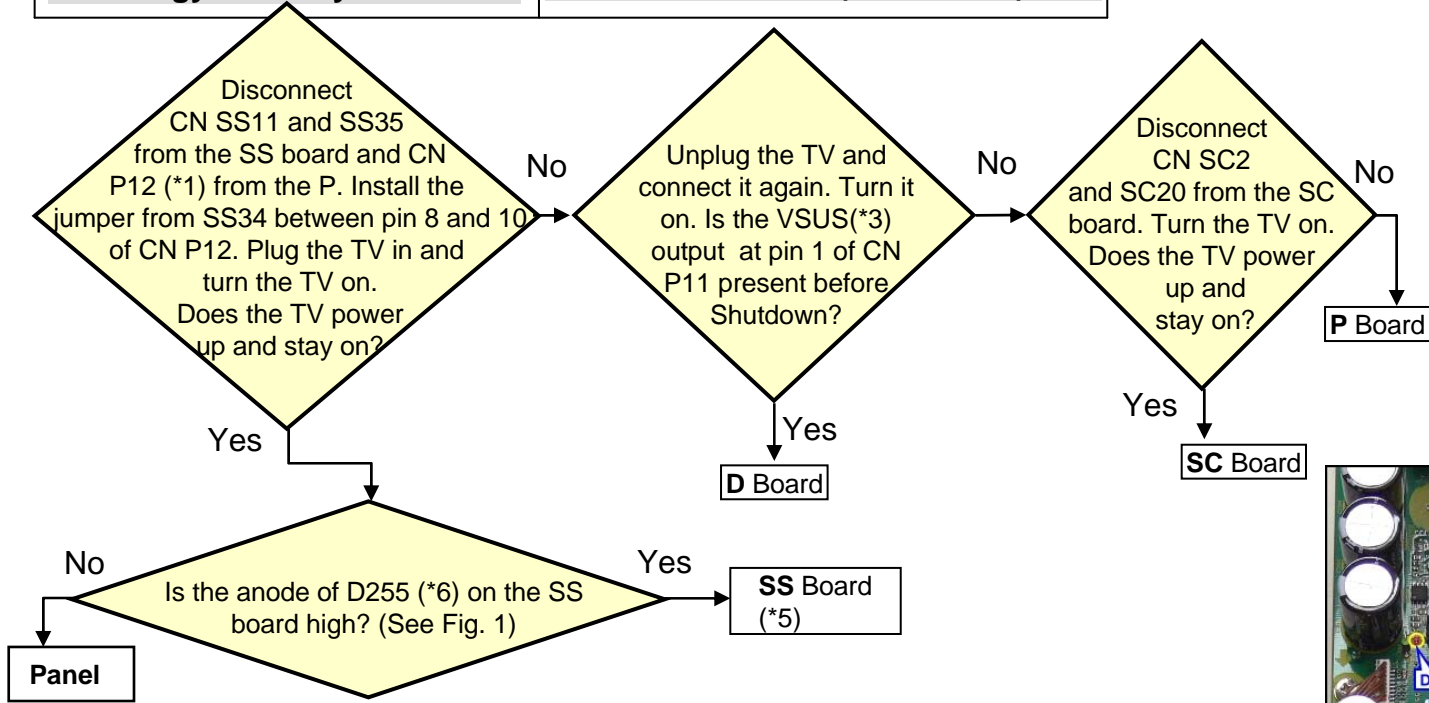 Disconnect
CN SS11 and SS35
from the SS board and CN
P12 (*1) from the P. Install the
jumper from SS34 between pin 8 and 10
of CN P12. Plug the TV in and
turn the TV on.
Does the TV power
up and stay on?
No
Unplug the TV and
connect it again. Turn it
on. Is the VSUS(*3)
output at pin 1 of CN
P11 present before
Shutdown?
No
Disconnect
CN SC2
and SC20 from the SC
board. Turn the TV on.
Does the TV power
up and
stay on?
No
P Board
Yes
SC Board
Yes
D Board
Yes
Is the anode of D255 (*6) on the SS
board high? (See Fig. 1)
No
Panel
Yes
SS Board
(*5)